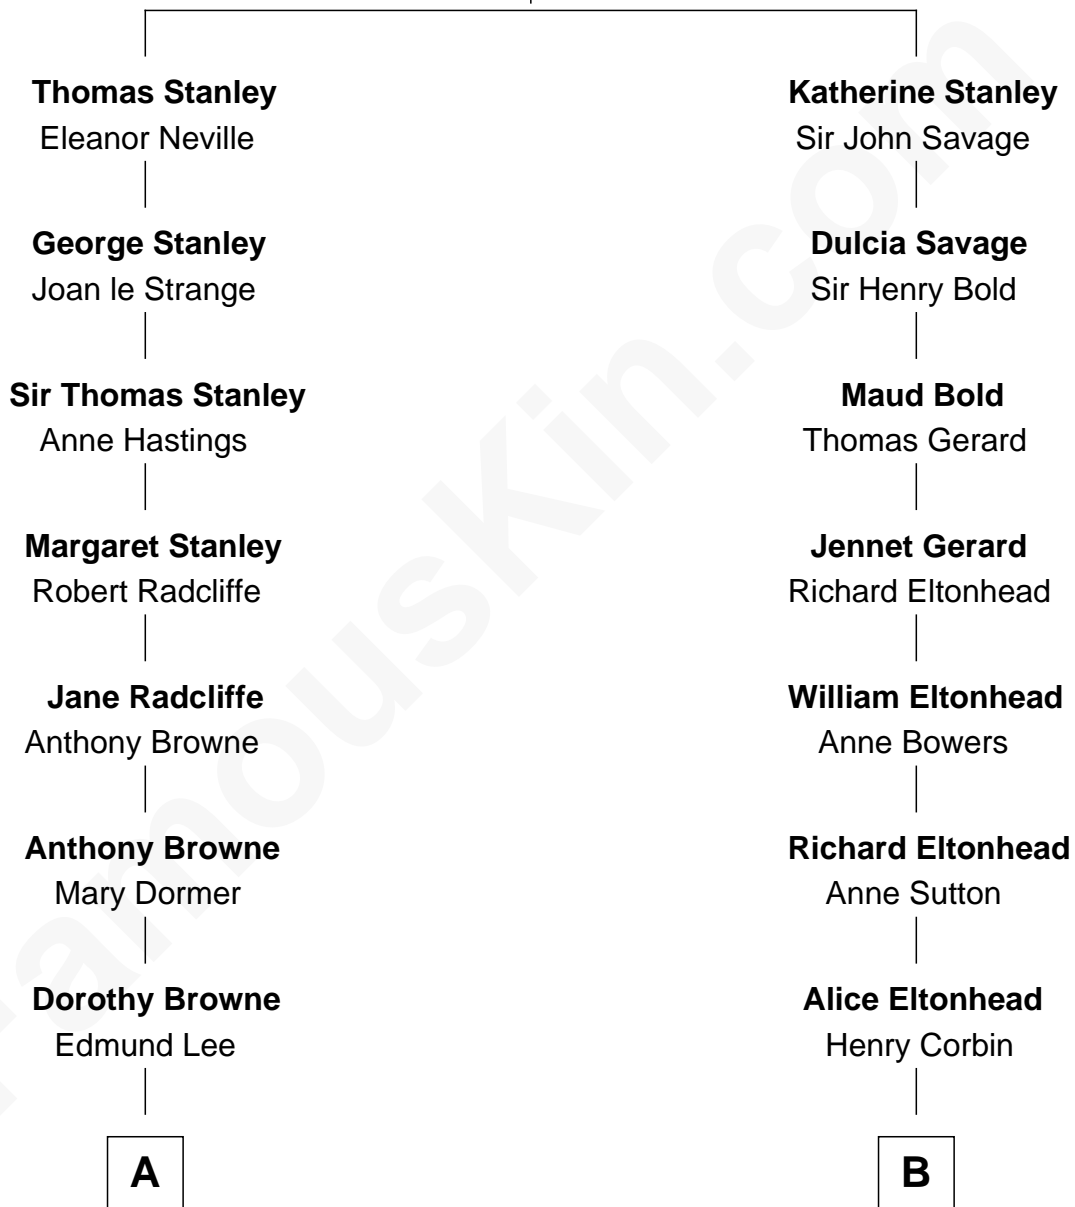 Thomas Stanley
Eleanor Neville
George Stanley
Joan le Strange
Sir Thomas Stanley
Anne Hastings
Margaret Stanley
Robert Radcliffe
Jane Radcliffe
Anthony Browne
Anthony Browne
Mary Dormer
Dorothy Browne
Edmund Lee
A
Katherine Stanley
Sir John Savage
Dulcia Savage
Sir Henry Bold
Maud Bold
Thomas Gerard
Jennet Gerard
Richard Eltonhead
William Eltonhead
Anne Bowers
Richard Eltonhead
Anne Sutton
Alice Eltonhead
Henry Corbin
B
FamousKin.com